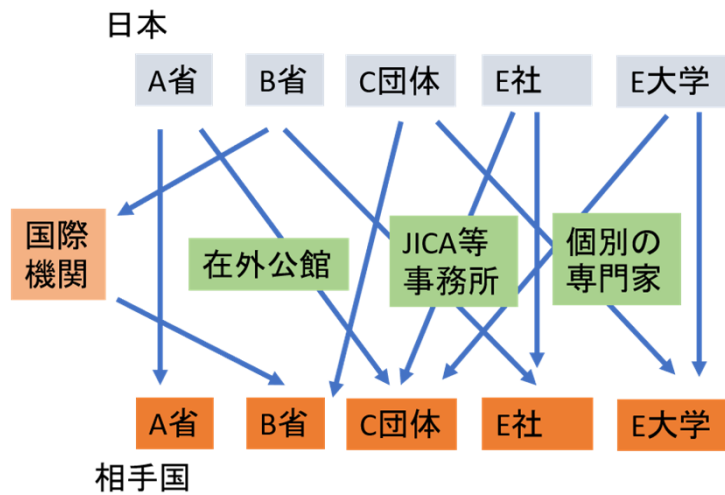 日本
A省
B省
C団体
E社
E大学
国際
機関
在外公館
JICA等
事務所
個別の
専門家
A省
B省
C団体
E社
E大学
相手国